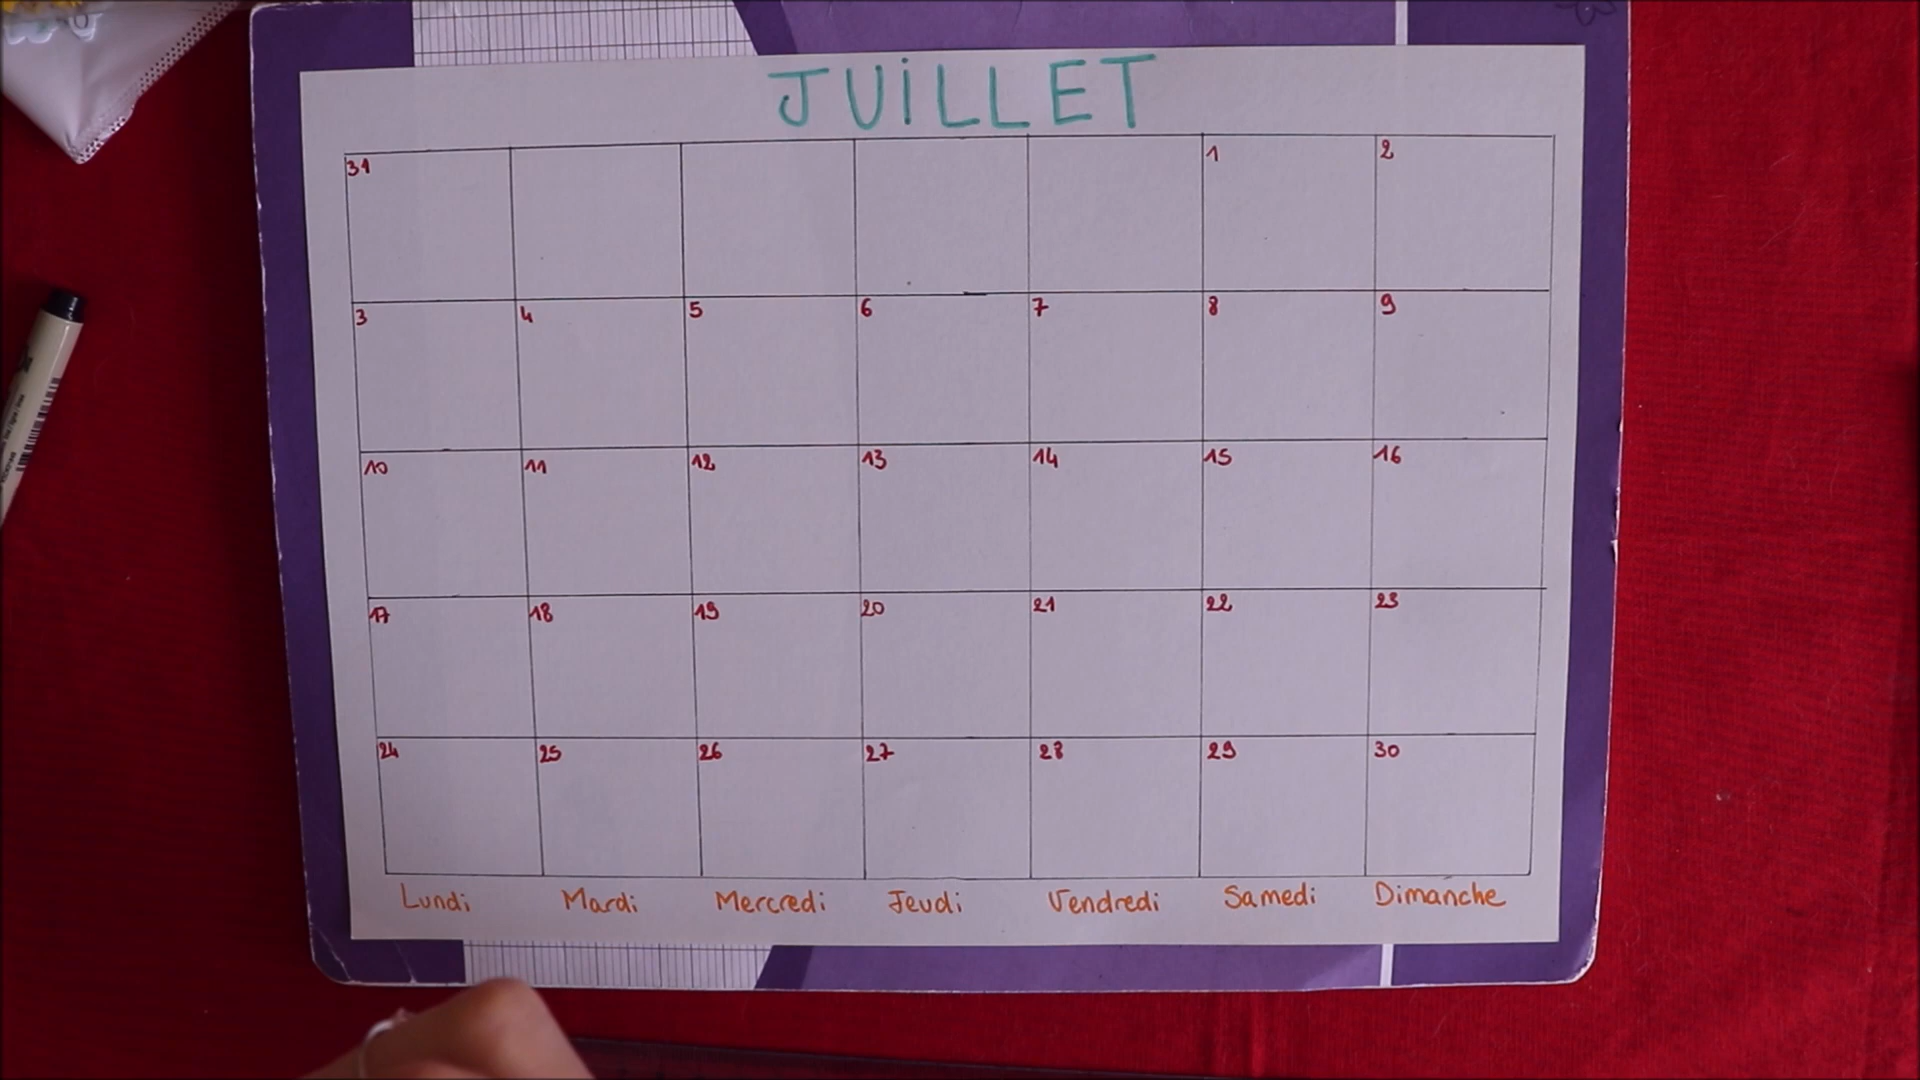 JUiLLET
31 1 2
3 4 5 6 7 8 9
10 11 12 13 14 15 16
17 18 19 20 21 22 23
24 25 26 27 28 29 30
Lundi Mardi Mercredi Jeudi Vendredi Samedi Dimanche